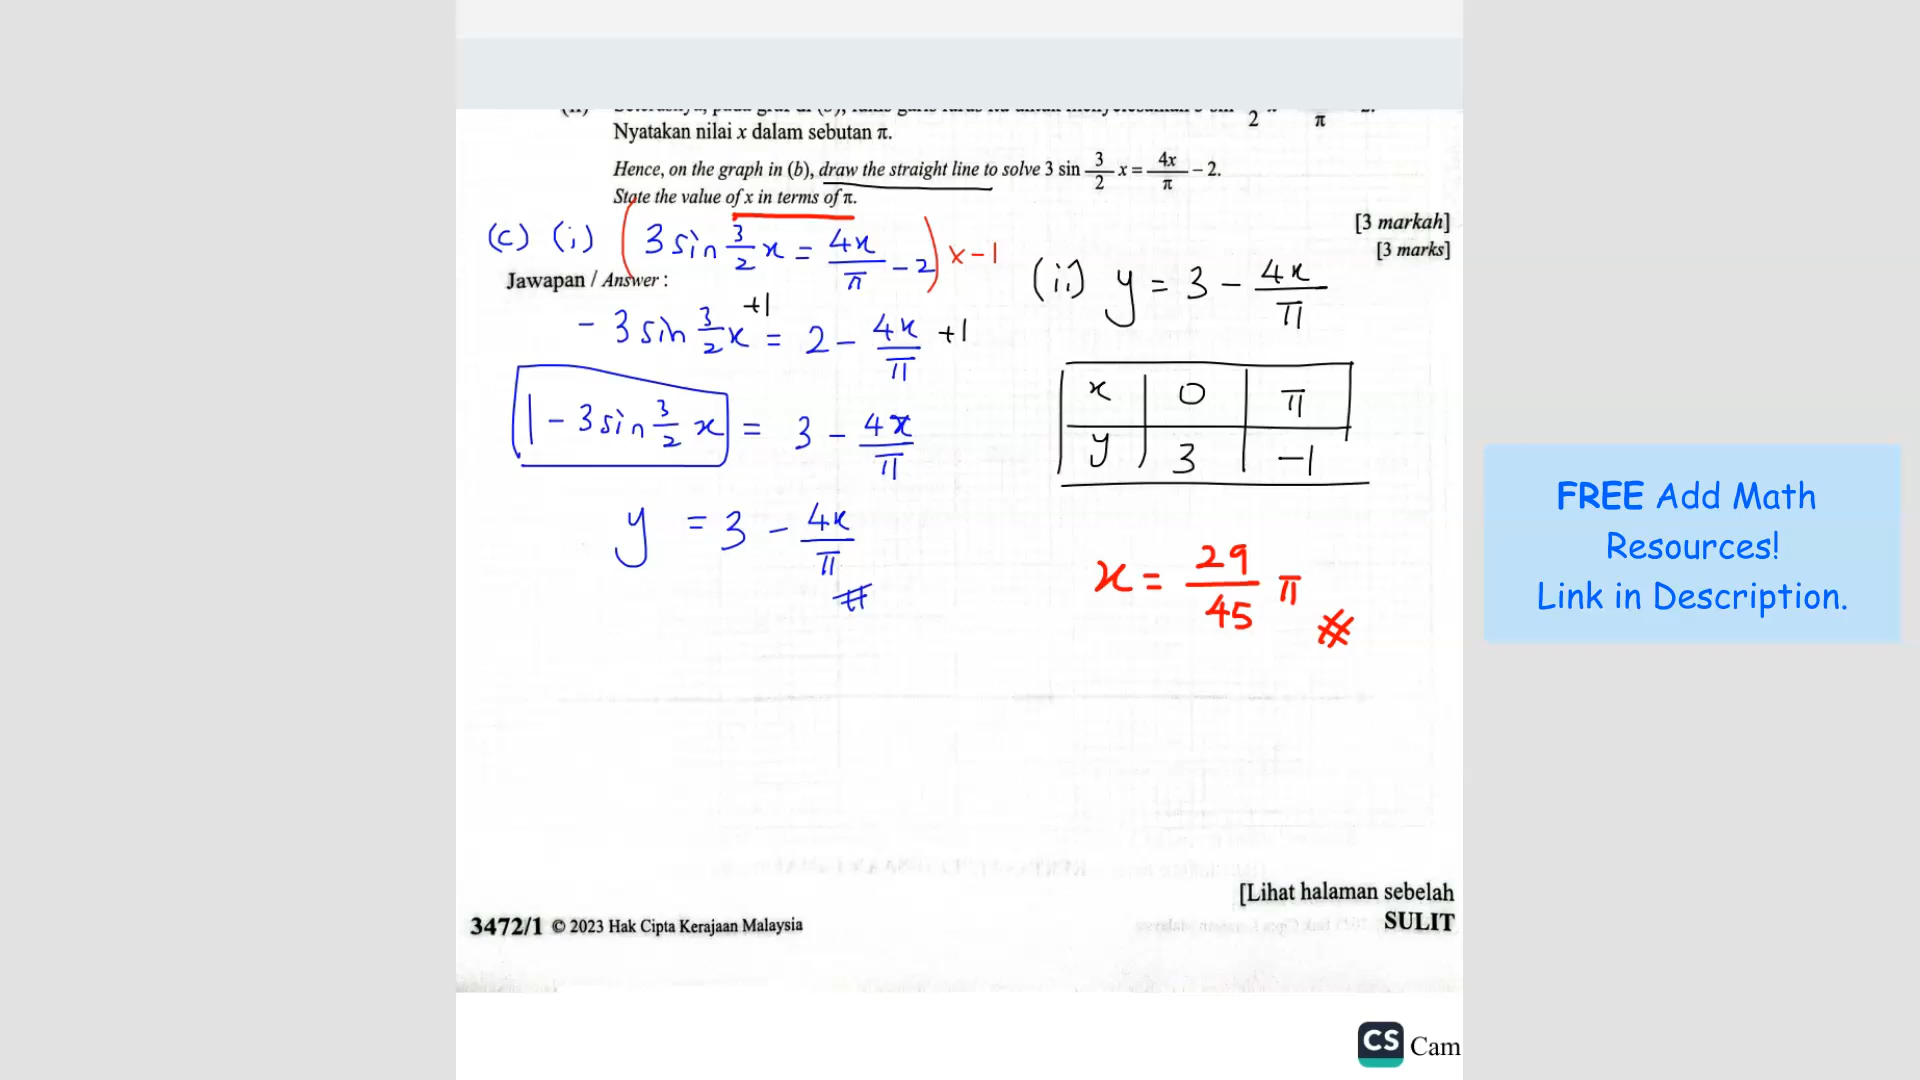 Nyatakan nilai x dalam sebutan π.
Hence, on the graph in (b), draw the straight line to solve 3 sin 3/2 x = 4x/π − 2.
State the value of x in terms of π.
[3 markah]
[3 marks]
(c) (i) (3 sin 3/2 x = 4x/π − 2) x − 1
Jawapan / Answer :
− 3 sin 3/2 x +1 = 2 − 4x/π +1
1 − 3 sin 3/2 x = 3 − 4x/π
y = 3 − 4x/π #
(ii) y = 3 − 4x/π
x 0 π
y 3 −1
x = 29/45 π #
FREE Add Math
Resources!
Link in Description.
[Lihat halaman sebelah
3472/1 © 2023 Hak Cipta Kerajaan Malaysia
SULIT
CS Cam